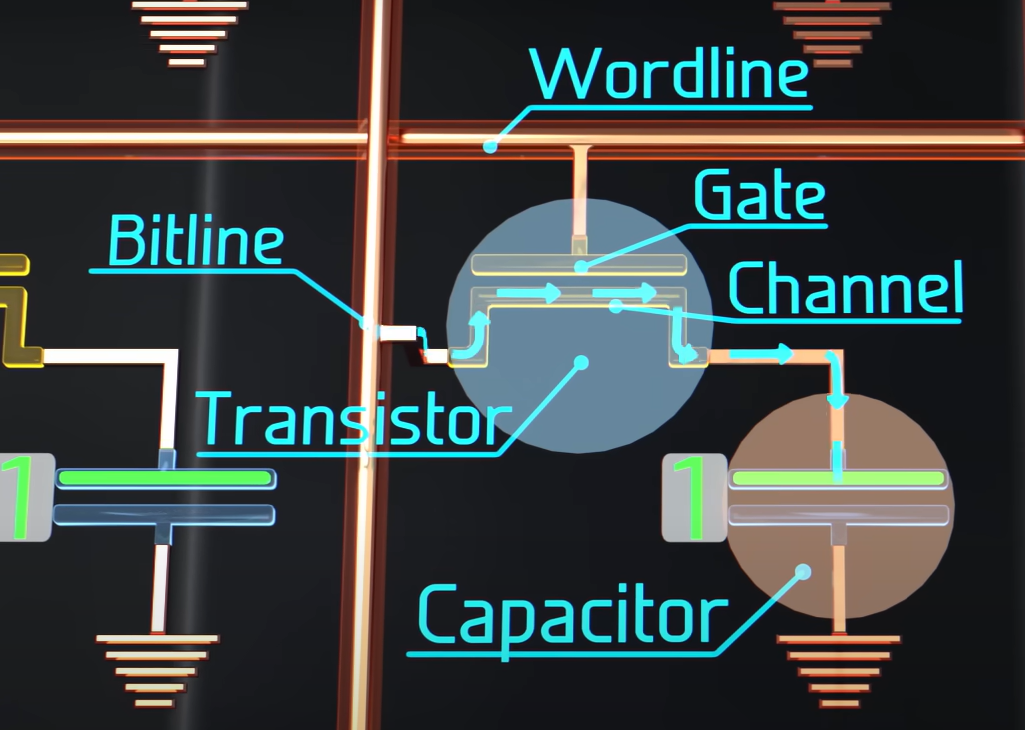 Wordline
Gate
Bitline
Channel
Transistor
1
1
Capacitor